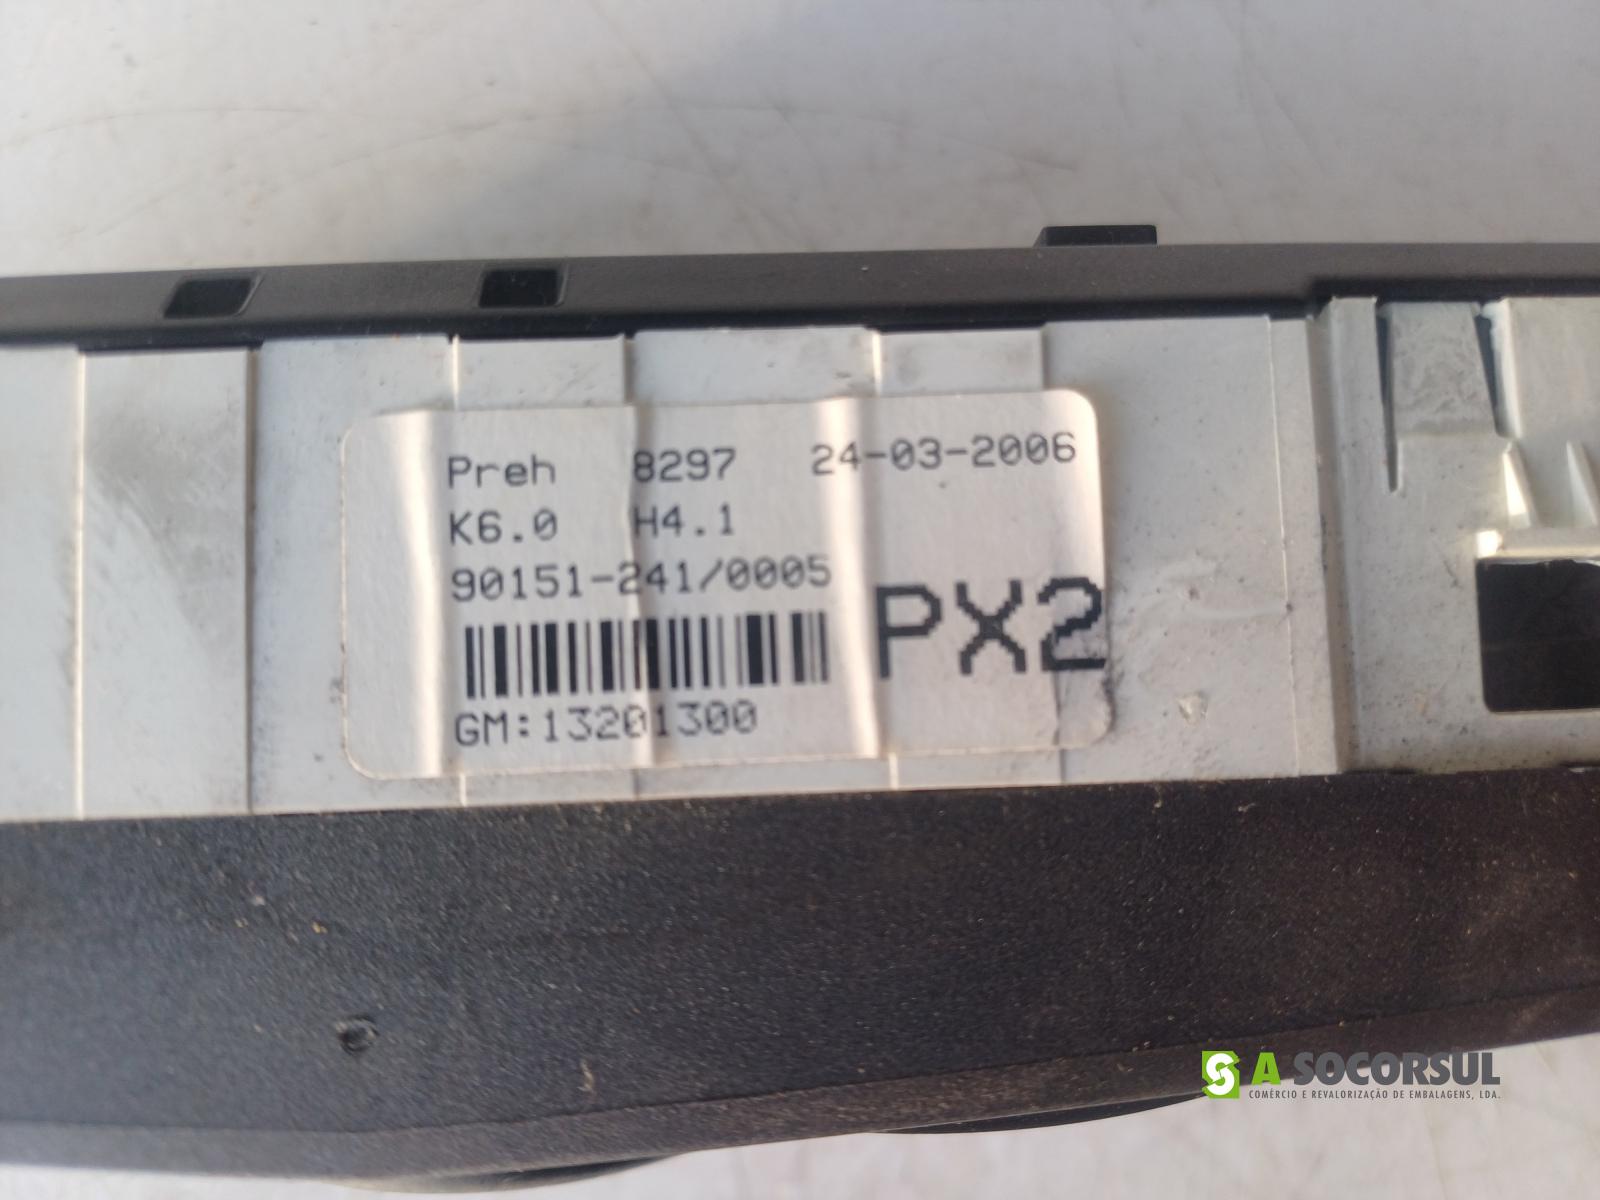 Preh 8297 24-03-2006
K6.0 H4.1
90151-241/0005
PX2
GM:13201300
A SOCORSUL
COMÉRCIO E REVALORIZAÇÃO DE EMBALAGENS, LDA.